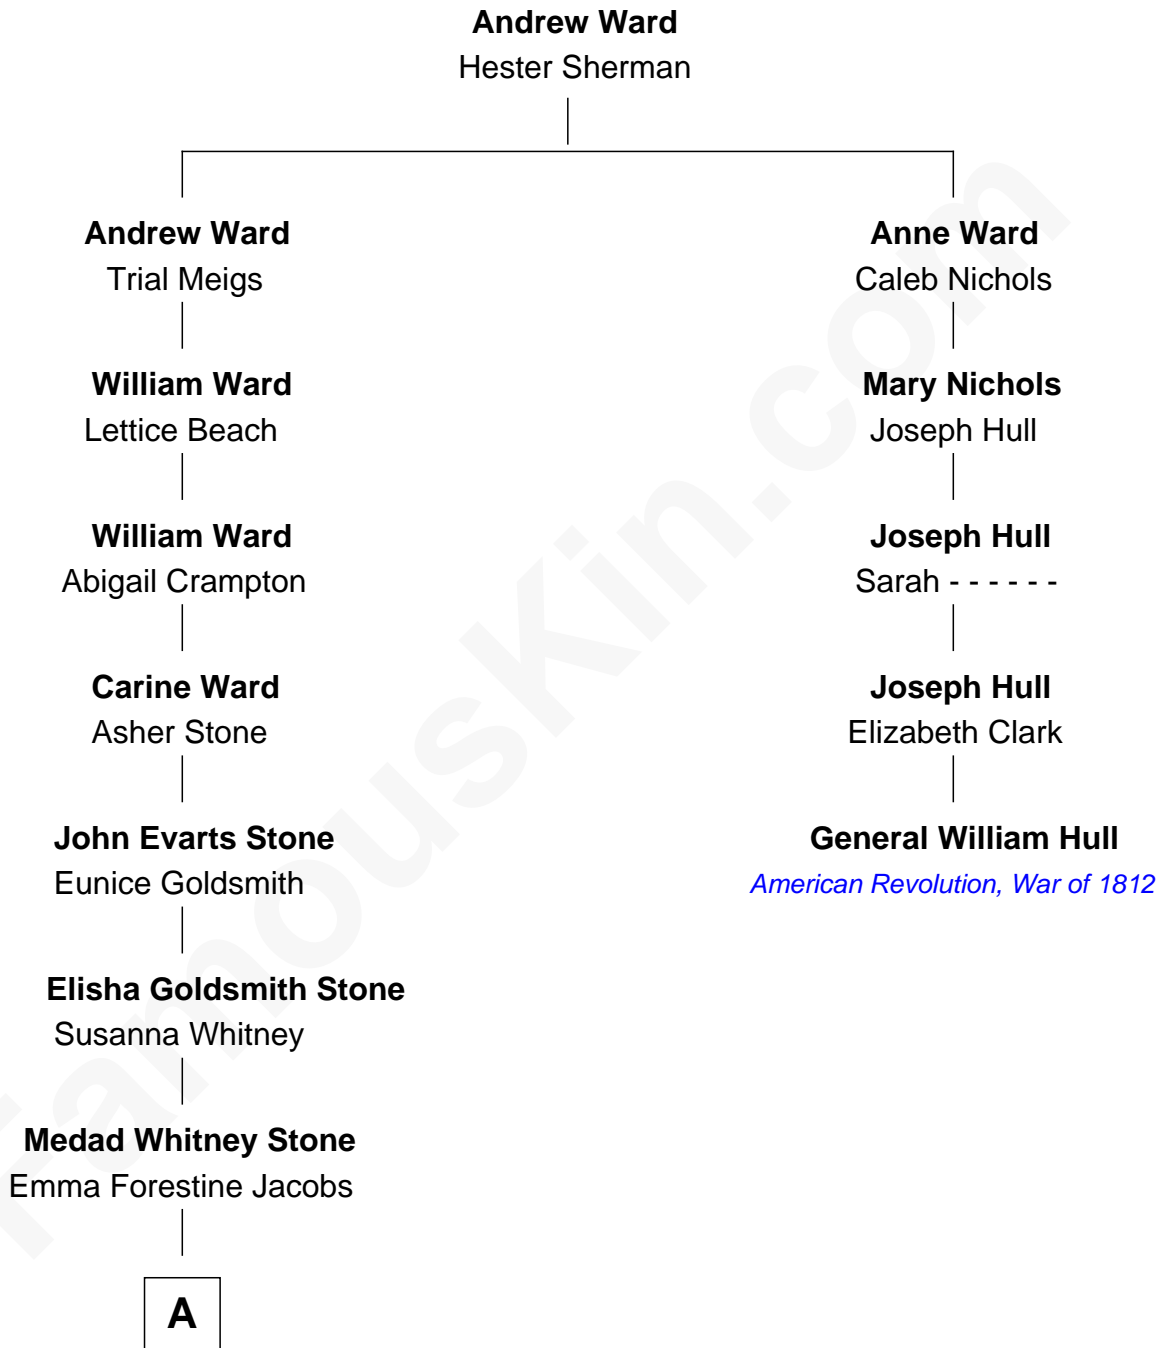 Andrew Ward
Hester Sherman
Andrew Ward
Trial Meigs
William Ward
Lettice Beach
William Ward
Abigail Crampton
Carine Ward
Asher Stone
John Evarts Stone
Eunice Goldsmith
Elisha Goldsmith Stone
Susanna Whitney
Medad Whitney Stone
Emma Forestine Jacobs
A
Anne Ward
Caleb Nichols
Mary Nichols
Joseph Hull
Joseph Hull
Sarah - - - - - -
Joseph Hull
Elizabeth Clark
General William Hull
American Revolution, War of 1812
FamousKin.com